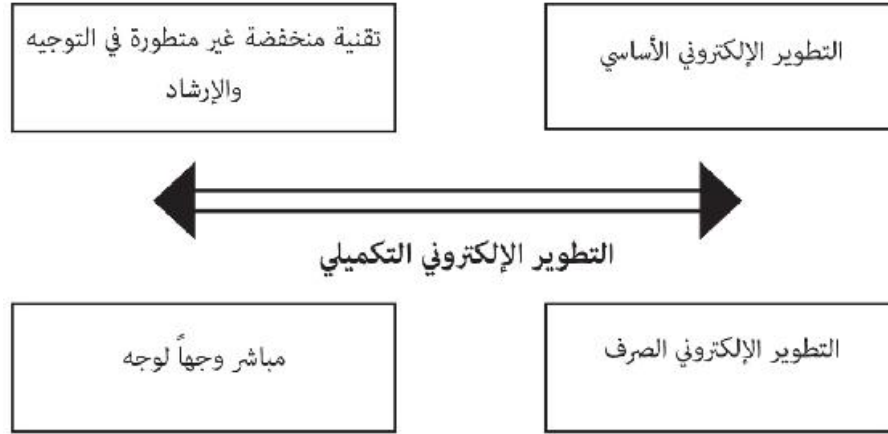 التطوير الإلكتروني الأساسي
تقنية منخفضة غير متطورة في التوجيه
والإرشاد
التطوير الإلكتروني التكميلي
التطوير الإلكتروني الصرف
مباشر وجهاً لوجه